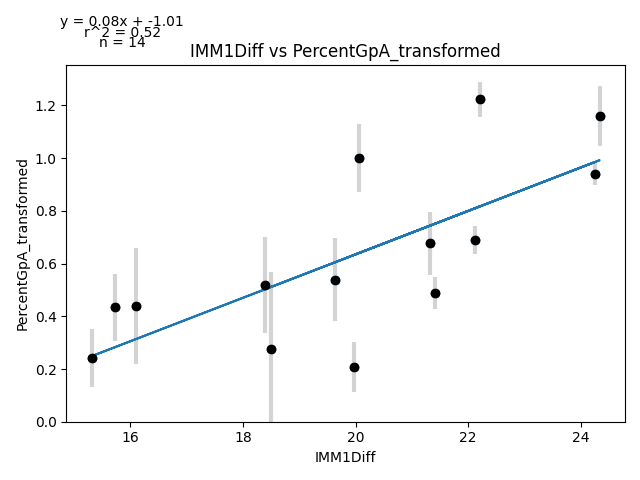 y = 0.08x + -1.01
r^2 = 0.52
n = 14
IMM1Diff vs PercentGpA_transformed
PercentGpA_transformed
1.2
1.0
0.8
0.6
0.4
0.2
0.0
16 18 20 22 24
IMM1Diff